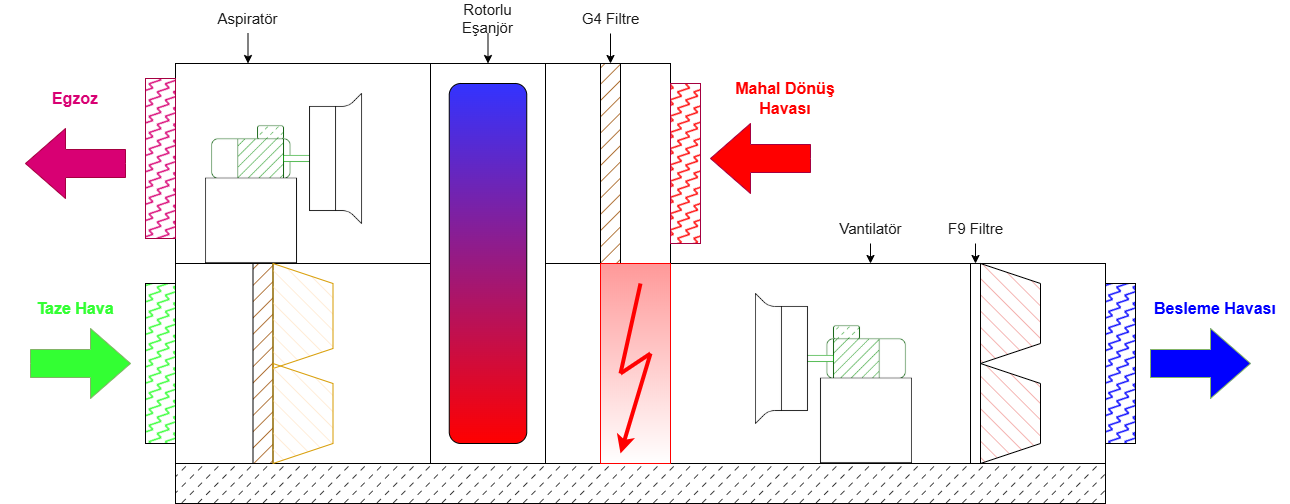 Aspiratör
Rotorlu
Eşanjör
G4 Filtre
Egzoz
Mahal Dönüş
Havası
Vantilatör
F9 Filtre
Taze Hava
Besleme Havası